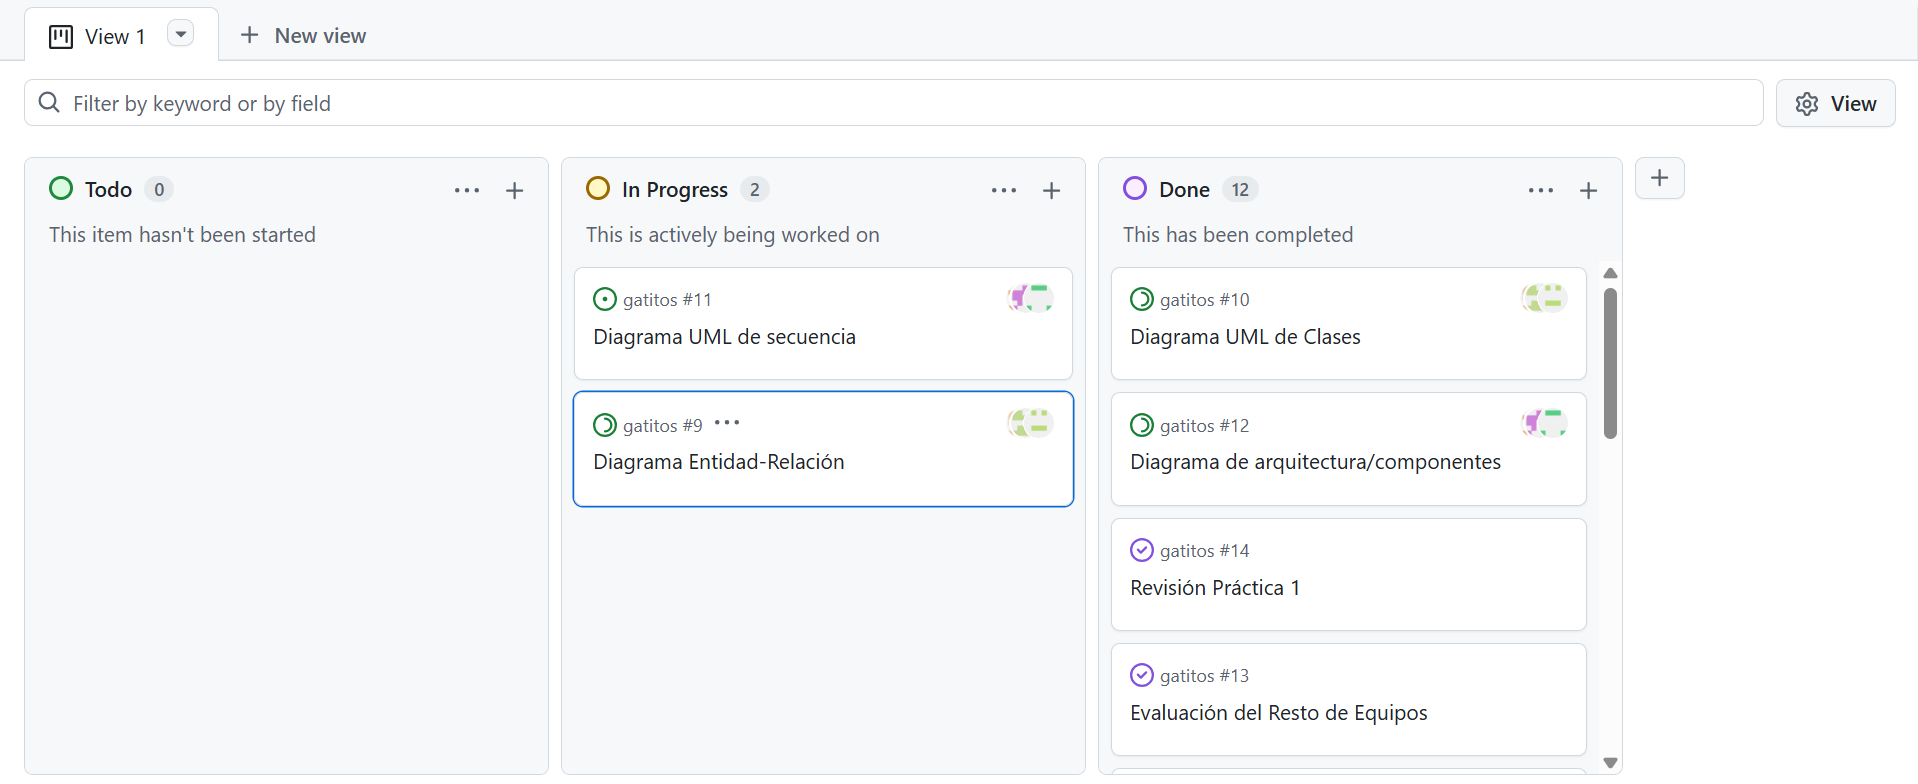 View 1
New view
Filter by keyword or by field
View
Todo 0
This item hasn't been started
In Progress 2
This is actively being worked on
gatitos #11
Diagrama UML de secuencia
gatitos #9
Diagrama Entidad-Relación
Done 12
This has been completed
gatitos #10
Diagrama UML de Clases
gatitos #12
Diagrama de arquitectura/componentes
gatitos #14
Revisión Práctica 1
gatitos #13
Evaluación del Resto de Equipos